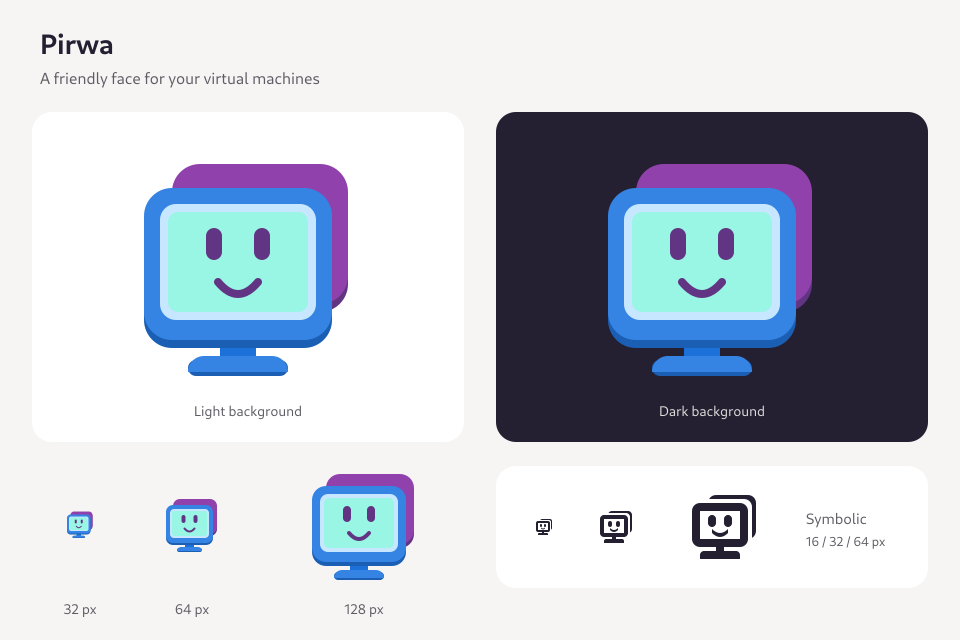 Pirwa
A friendly face for your virtual machines
Light background
Dark background
32 px
64 px
128 px
Symbolic
16 / 32 / 64 px